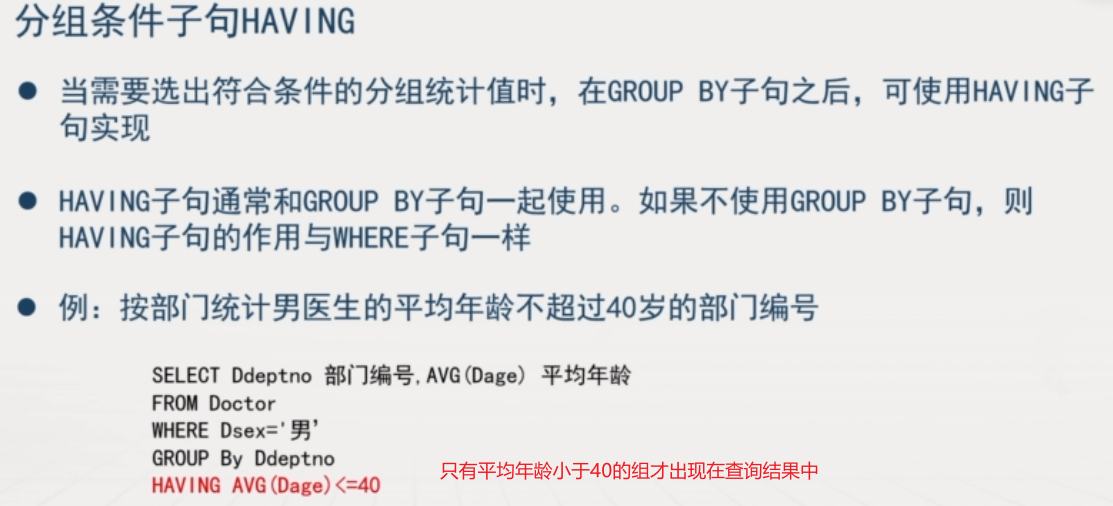 分组条件子句HAVING
● 当需要选出符合条件的分组统计值时，在GROUP BY子句之后，可使用HAVING子
句实现
● HAVING子句通常和GROUP BY子句一起使用。如果不使用GROUP BY子句，则
HAVING子句的作用与WHERE子句一样
● 例：按部门统计男医生的平均年龄不超过40岁的部门编号
SELECT Ddeptno 部门编号,AVG(Dage) 平均年龄
FROM Doctor
WHERE Dsex='男’
GROUP By Ddeptno
HAVING AVG(Dage)<=40
只有平均年龄小于40的组才出现在查询结果中